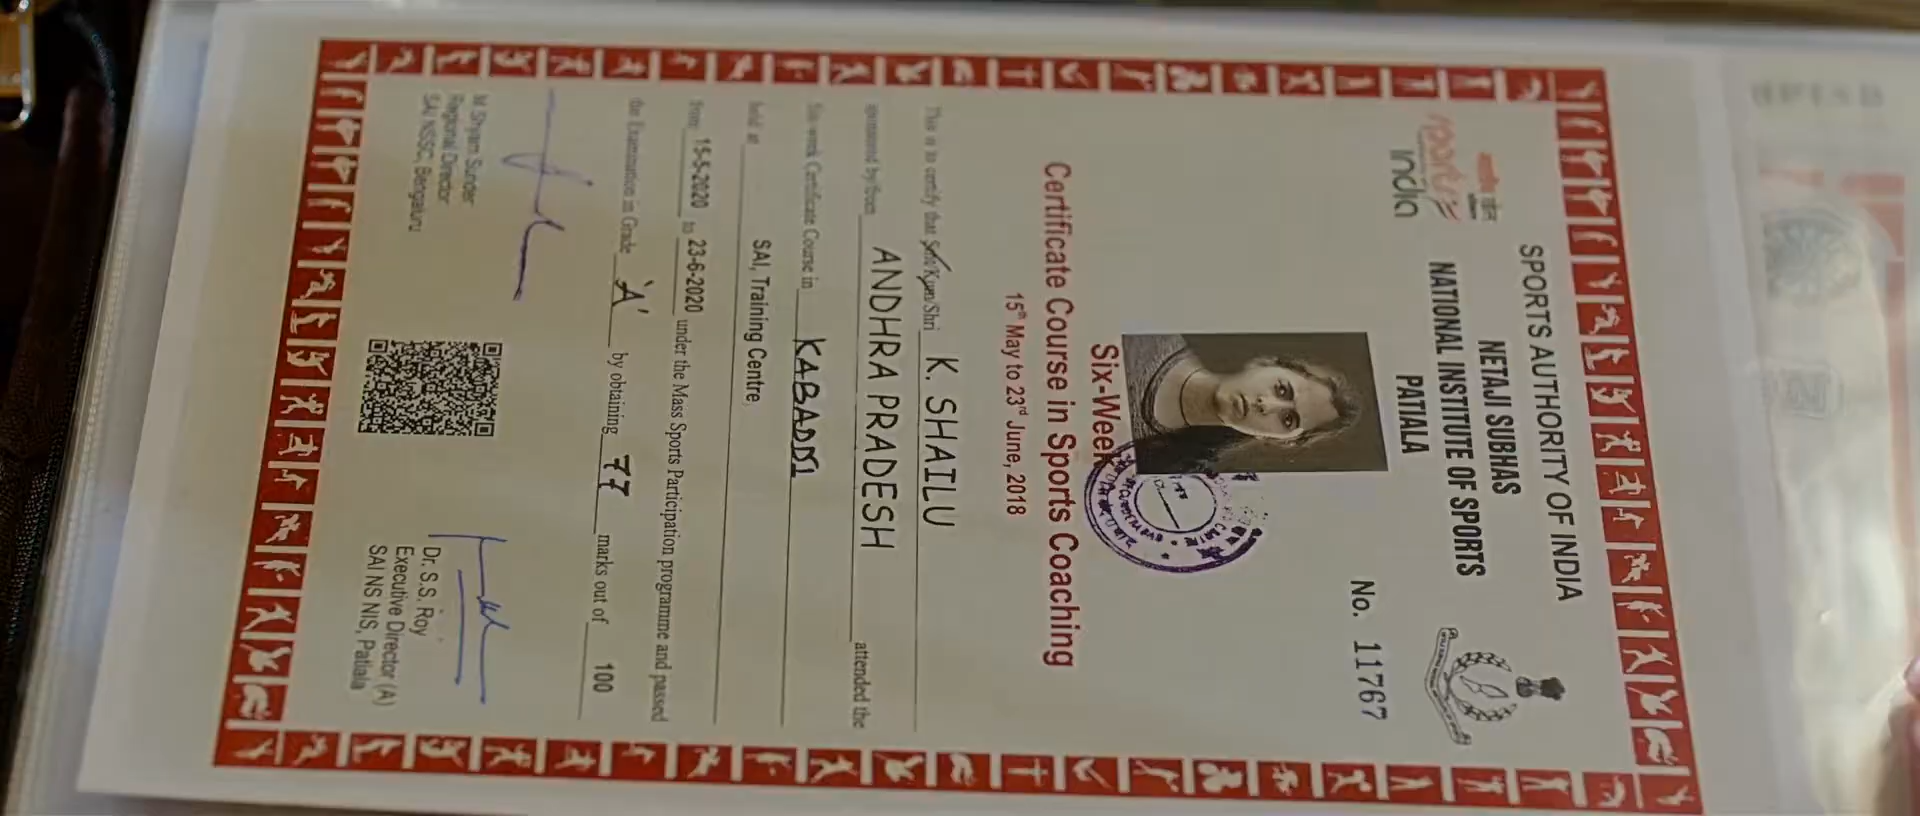 SPORTS AUTHORITY OF INDIA
NETAJI SUBHAS
NATIONAL INSTITUTE OF SPORTS
PATIALA
sports
india
No. 11767
Six-Week
Certificate Course in Sports Coaching
15th May to 23rd June, 2018
This is to certify that Smt/Kum/Shri K. SHAILU
sponsored by/from ANDHRA PRADESH attended the
Six-week Certificate Course in KABADDI
held at SAI, Training Centre,
from 15-5-2020 to 23-6-2020 under the Mass Sports Participation programme and passed
the Examination in Grade 'A' by obtaining 77 marks out of 100
M.Shyam Sunder
Regional Director
SAI NSSC, Bengaluru
Dr. S.S. Roy
Executive Director (A)
SAI NS NIS, Patiala